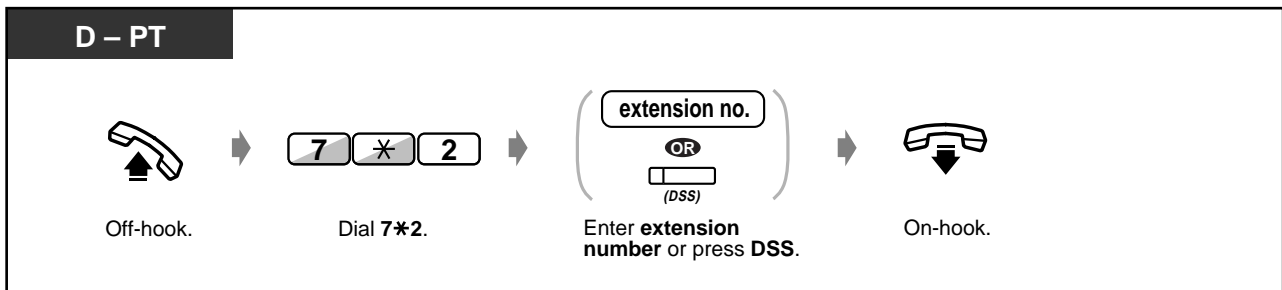 D – PT
7 * 2
extension no.
OR
(DSS)
Off-hook.
Dial 7*2.
Enter extension
number or press DSS.
On-hook.